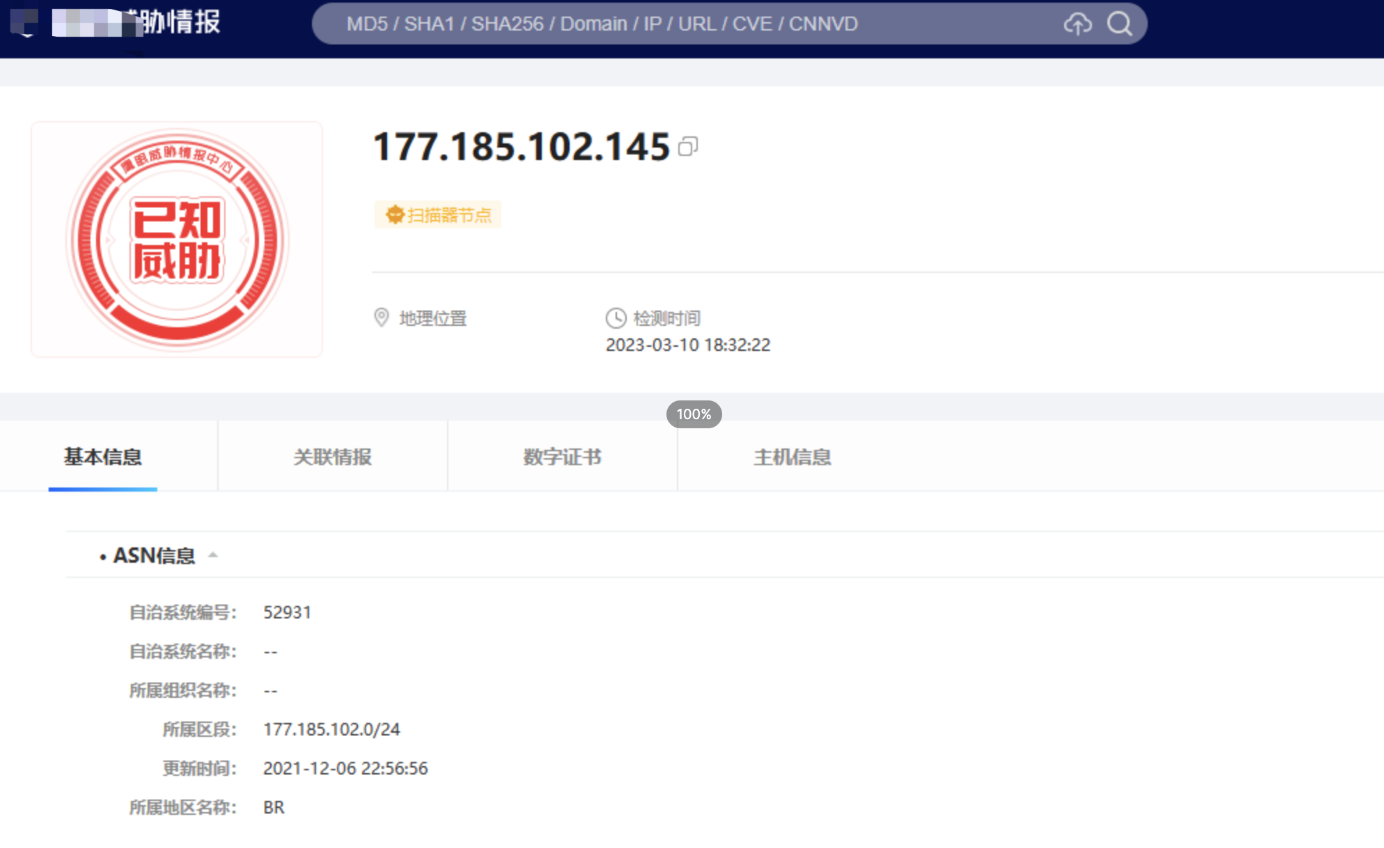 胁情报
MD5 / SHA1 / SHA256 / Domain / IP / URL / CVE / CNNVD
鹰眼威胁情报中心
已知
威胁
177.185.102.145
扫描器节点
地理位置
检测时间
2023-03-10 18:32:22
100%
基本信息
关联情报
数字证书
主机信息
• ASN信息
自治系统编号: 52931
自治系统名称: --
所属组织名称: --
所属区段: 177.185.102.0/24
更新时间: 2021-12-06 22:56:56
所属地区名称: BR